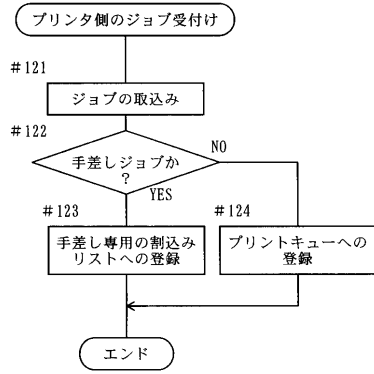 プリンタ側のジョブ受付け
#121
ジョブの取込み
#122
手差しジョブか
?
NO
YES
#123
#124
手差し専用の割込み
リストへの登録
プリントキューへの
登録
エンド